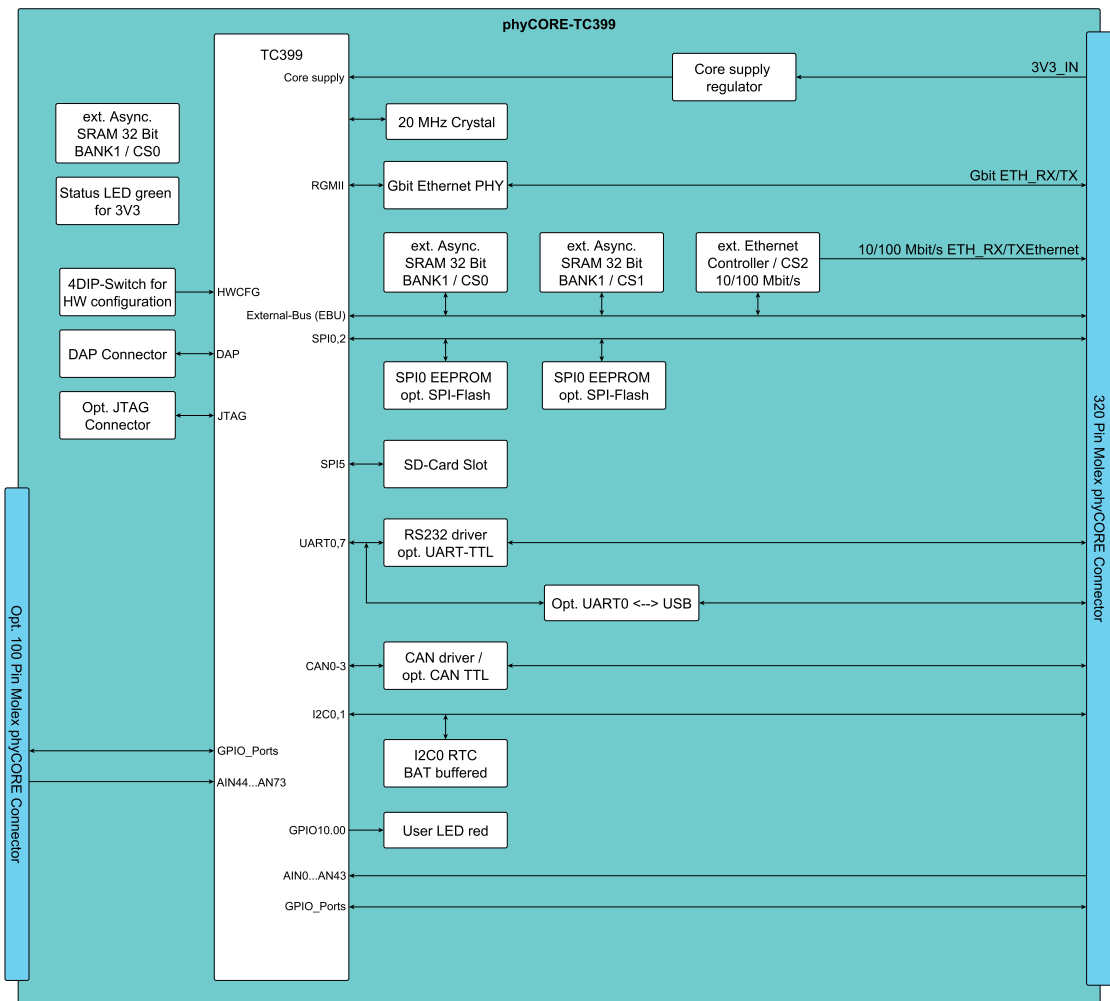 phyCORE-TC399
TC399
Core supply
Core supply
regulator
3V3_IN
ext. Async.
SRAM 32 Bit
BANK1 / CS0
20 MHz Crystal
Status LED green
for 3V3
RGMII
Gbit Ethernet PHY
Gbit ETH_RX/TX
ext. Async.
SRAM 32 Bit
BANK1 / CS0
ext. Async.
SRAM 32 Bit
BANK1 / CS1
ext. Ethernet
Controller / CS2
10/100 Mbit/s
10/100 Mbit/s ETH_RX/TXEthernet
4DIP-Switch for
HW configuration
HWCFG
External-Bus (EBU)
SPI0,2
DAP Connector
DAP
SPI0 EEPROM
opt. SPI-Flash
SPI0 EEPROM
opt. SPI-Flash
Opt. JTAG
Connector
JTAG
SPI5
SD-Card Slot
UART0,7
RS232 driver
opt. UART-TTL
Opt. UART0 <--> USB
CAN0-3
CAN driver /
opt. CAN TTL
I2C0,1
I2C0 RTC
BAT buffered
GPIO_Ports
AIN44...AN73
GPIO10.00
User LED red
AIN0...AN43
GPIO_Ports
Opt. 100 Pin Molex phyCORE Connector
320 Pin Molex phyCORE Connector